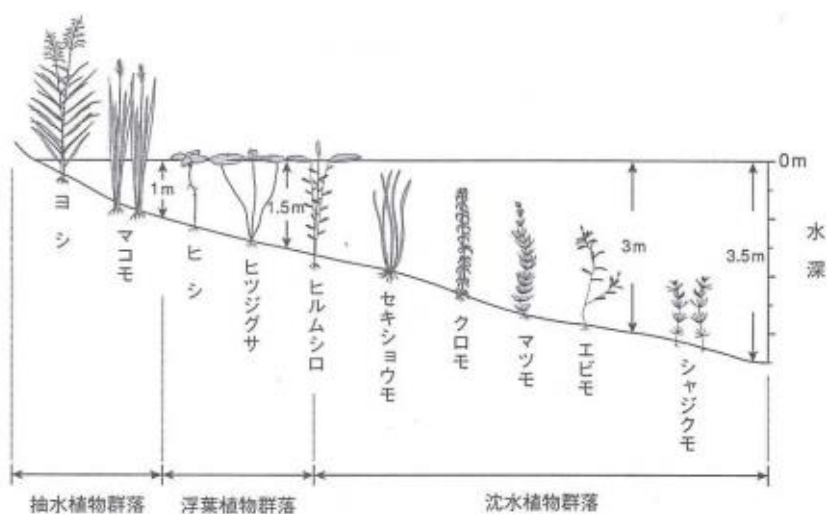 0m
1m
1.5m
3m
3.5m
水深
ヨシ
マコモ
ヒシ
ヒツジグサ
ヒルムシロ
セキショウモ
クロモ
マツモ
エビモ
シャジクモ
抽水植物群落
浮葉植物群落
沈水植物群落